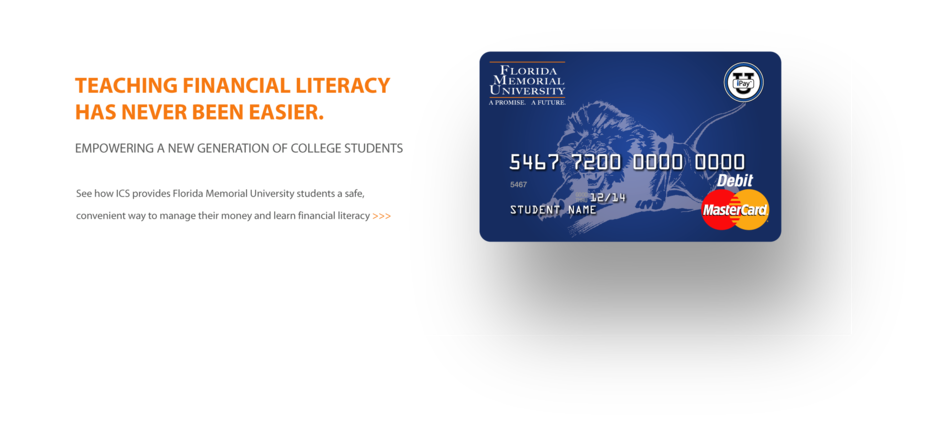 TEACHING FINANCIAL LITERACY
HAS NEVER BEEN EASIER.
EMPOWERING A NEW GENERATION OF COLLEGE STUDENTS
See how ICS provides Florida Memorial University students a safe,
convenient way to manage their money and learn financial literacy >>>
FLORIDA
MEMORIAL
UNIVERSITY
A PROMISE. A FUTURE.
U
iPay
5467 7200 0000 0000
5467
12/14
STUDENT NAME
Debit
MasterCard